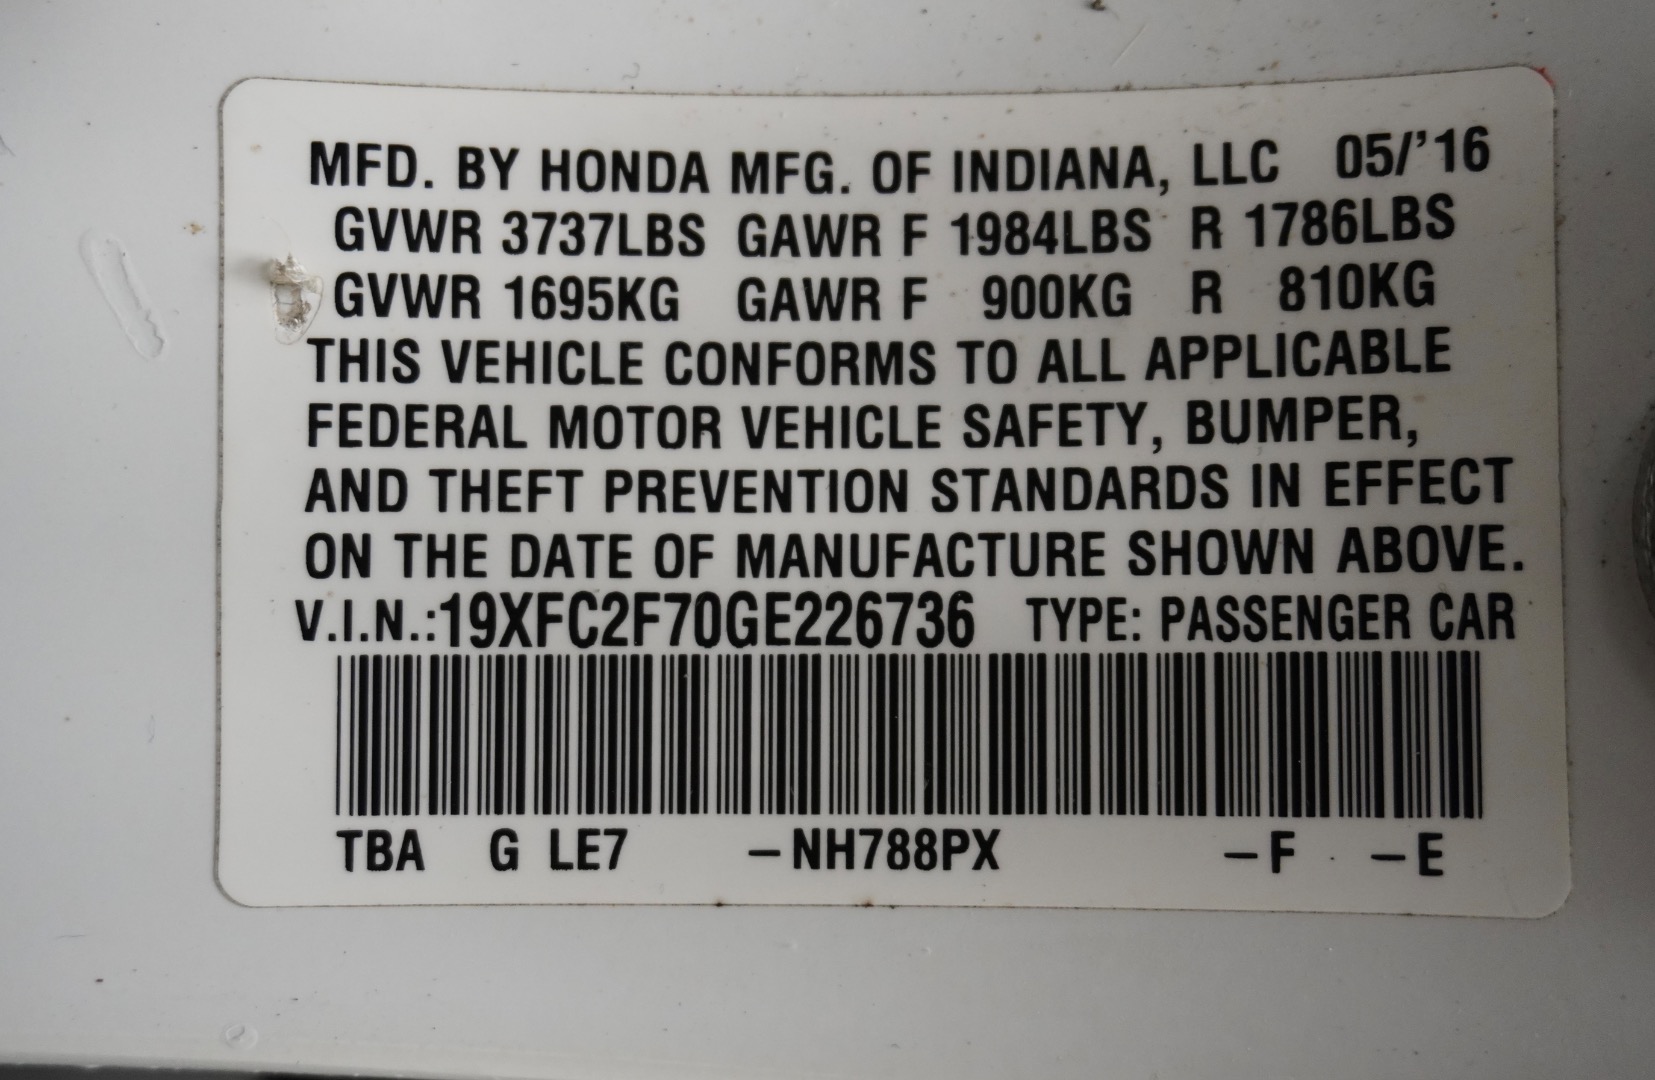 MFD. BY HONDA MFG. OF INDIANA, LLC 05/'16
GVWR 3737LBS GAWR F 1984LBS R 1786LBS
GVWR 1695KG GAWR F 900KG R 810KG
THIS VEHICLE CONFORMS TO ALL APPLICABLE
FEDERAL MOTOR VEHICLE SAFETY, BUMPER,
AND THEFT PREVENTION STANDARDS IN EFFECT
ON THE DATE OF MANUFACTURE SHOWN ABOVE.
V.I.N.:19XFC2F70GE226736 TYPE: PASSENGER CAR
TBA G LE7 –NH788PX –F –E